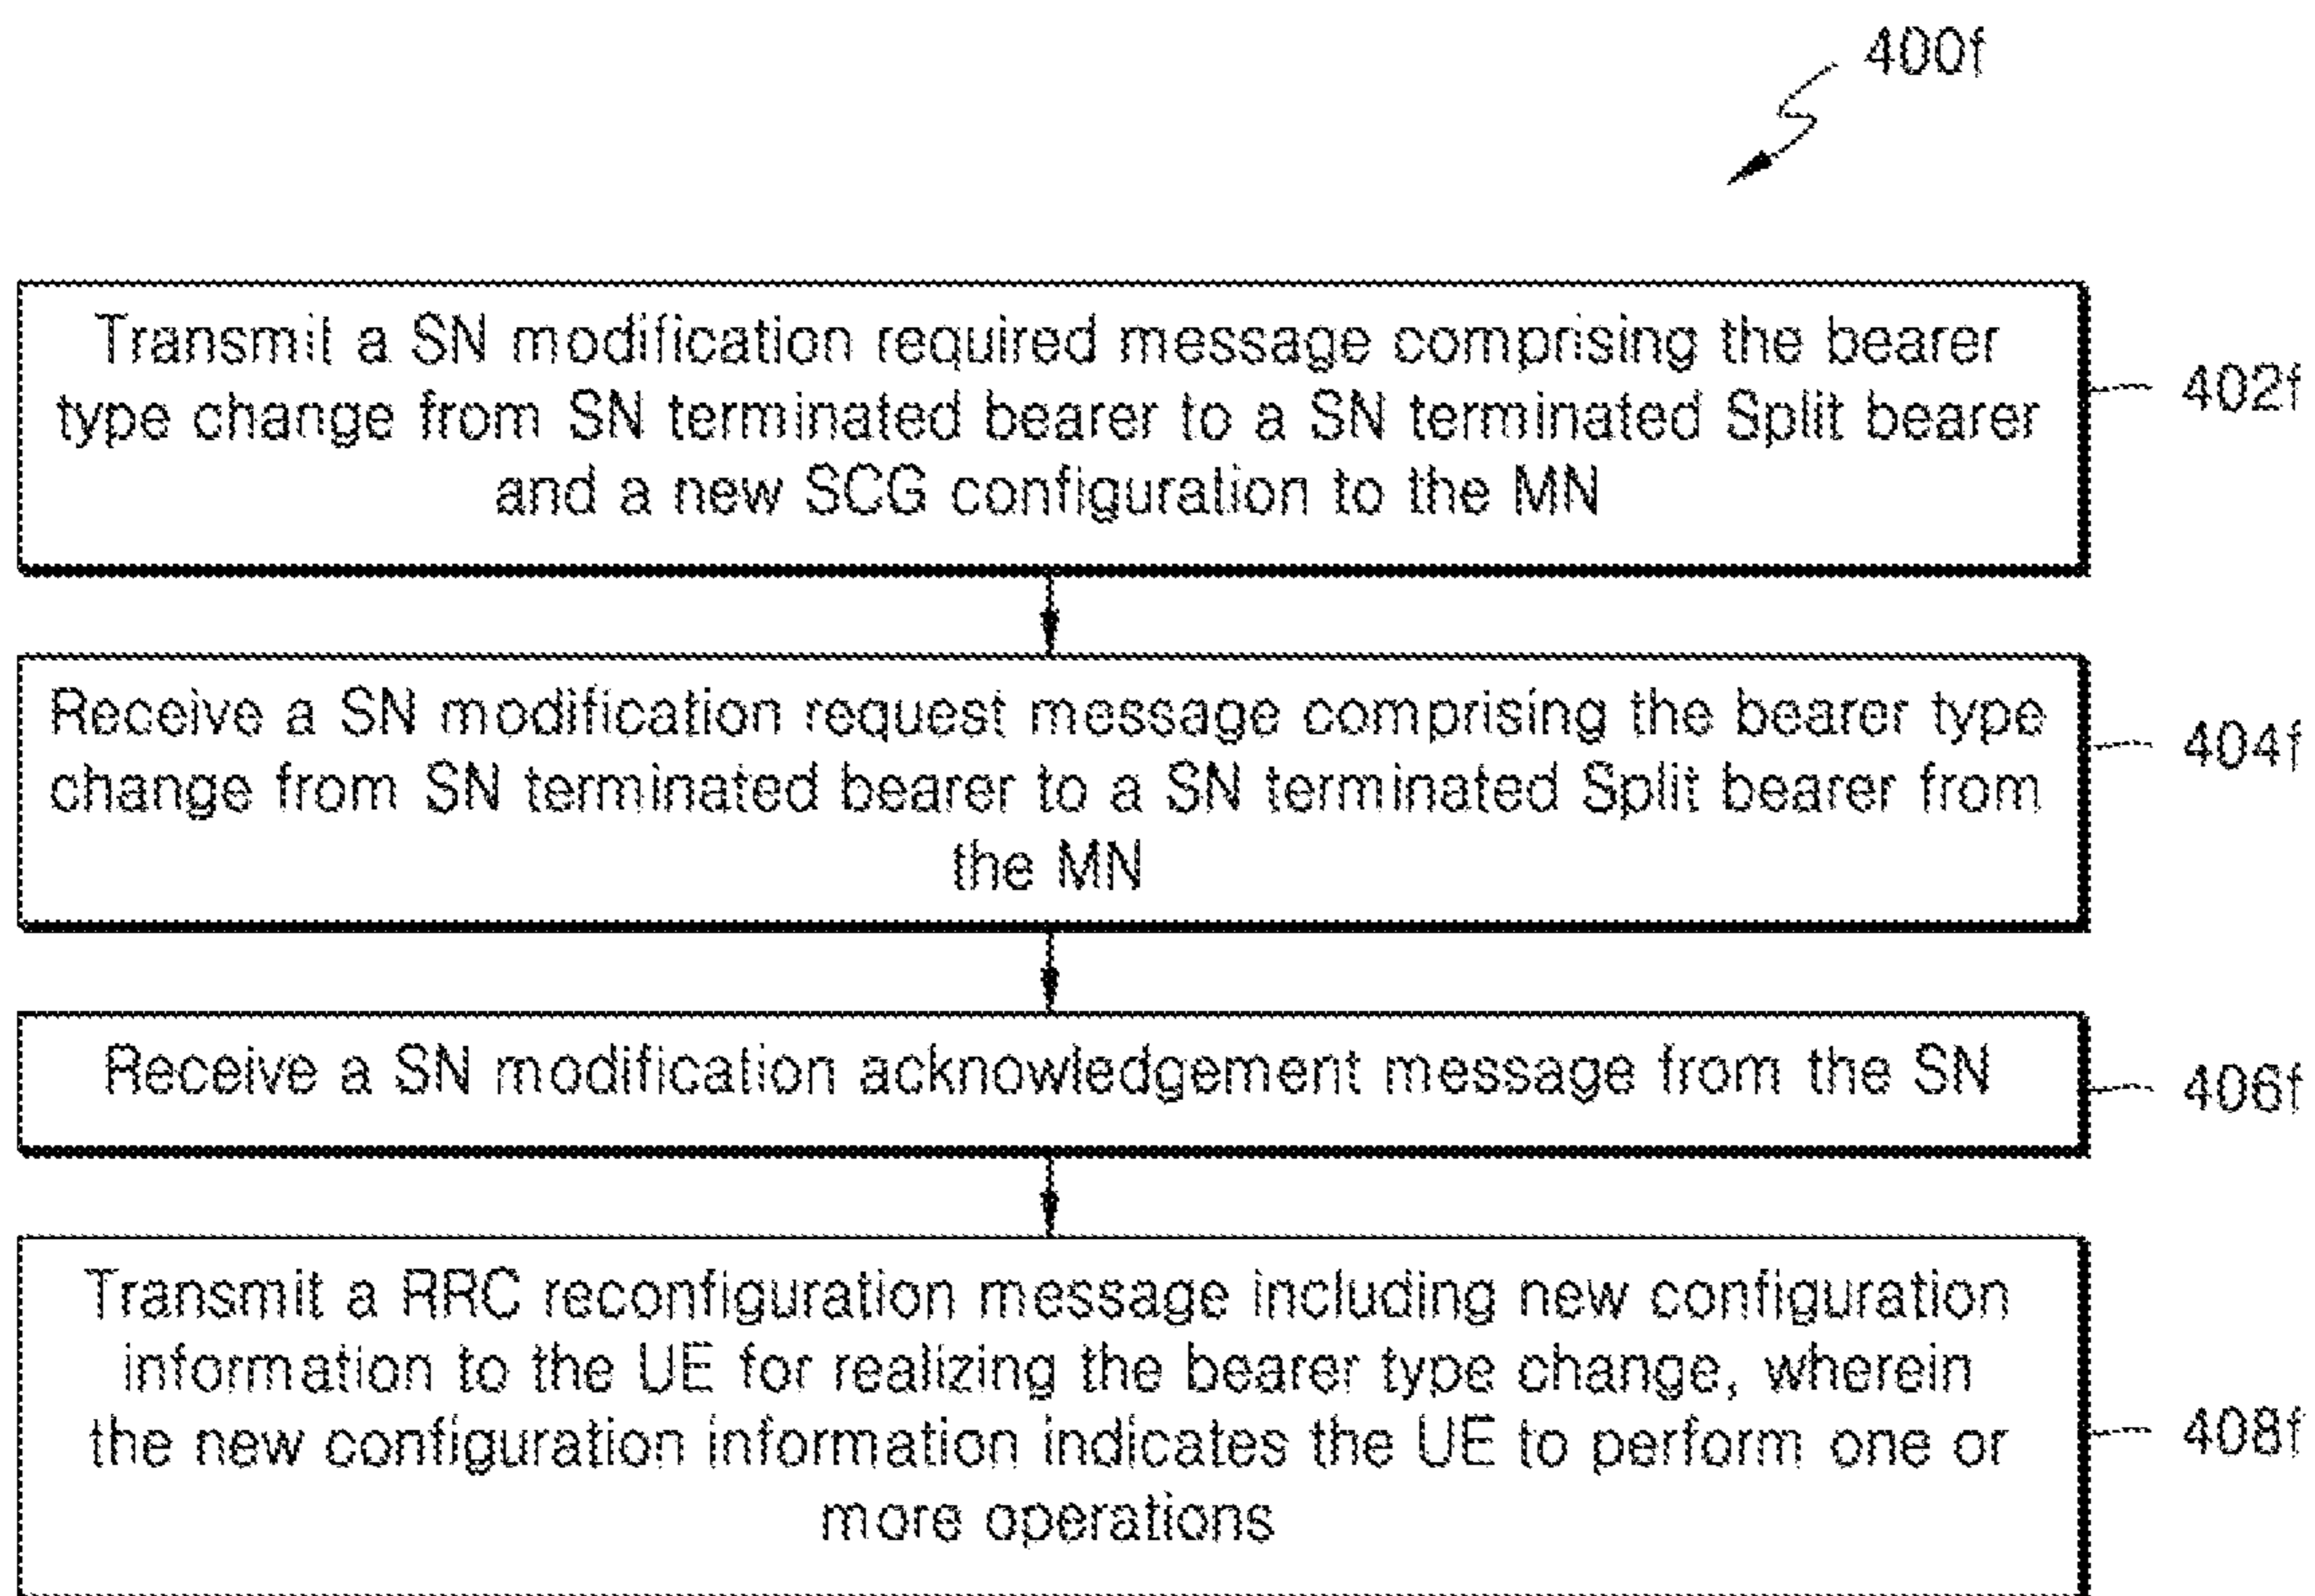 400f
Transmit a SN modification required message comprising the bearer
type change from SN terminated bearer to a SN terminated Split bearer
and a new SCG configuration to the MN
402f
Receive a SN modification request message comprising the bearer type
change from SN terminated bearer to a SN terminated Split bearer from
the MN
404f
Receive a SN modification acknowledgement message from the SN
406f
Transmit a RRC reconfiguration message including new configuration
information to the UE for realizing the bearer type change, wherein
the new configuration information indicates the UE to perform one or
more operations
408f